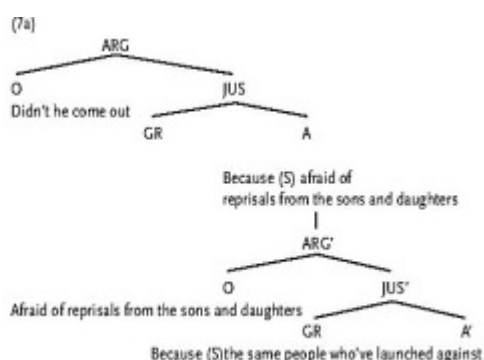 (7a)
ARG
O JUS
Didn't he come out
GR A
Because (S) afraid of
reprisals from the sons and daughters
ARG'
O JUS'
Afraid of reprisals from the sons and daughters
GR A'
Because (S)the same people who've launched against